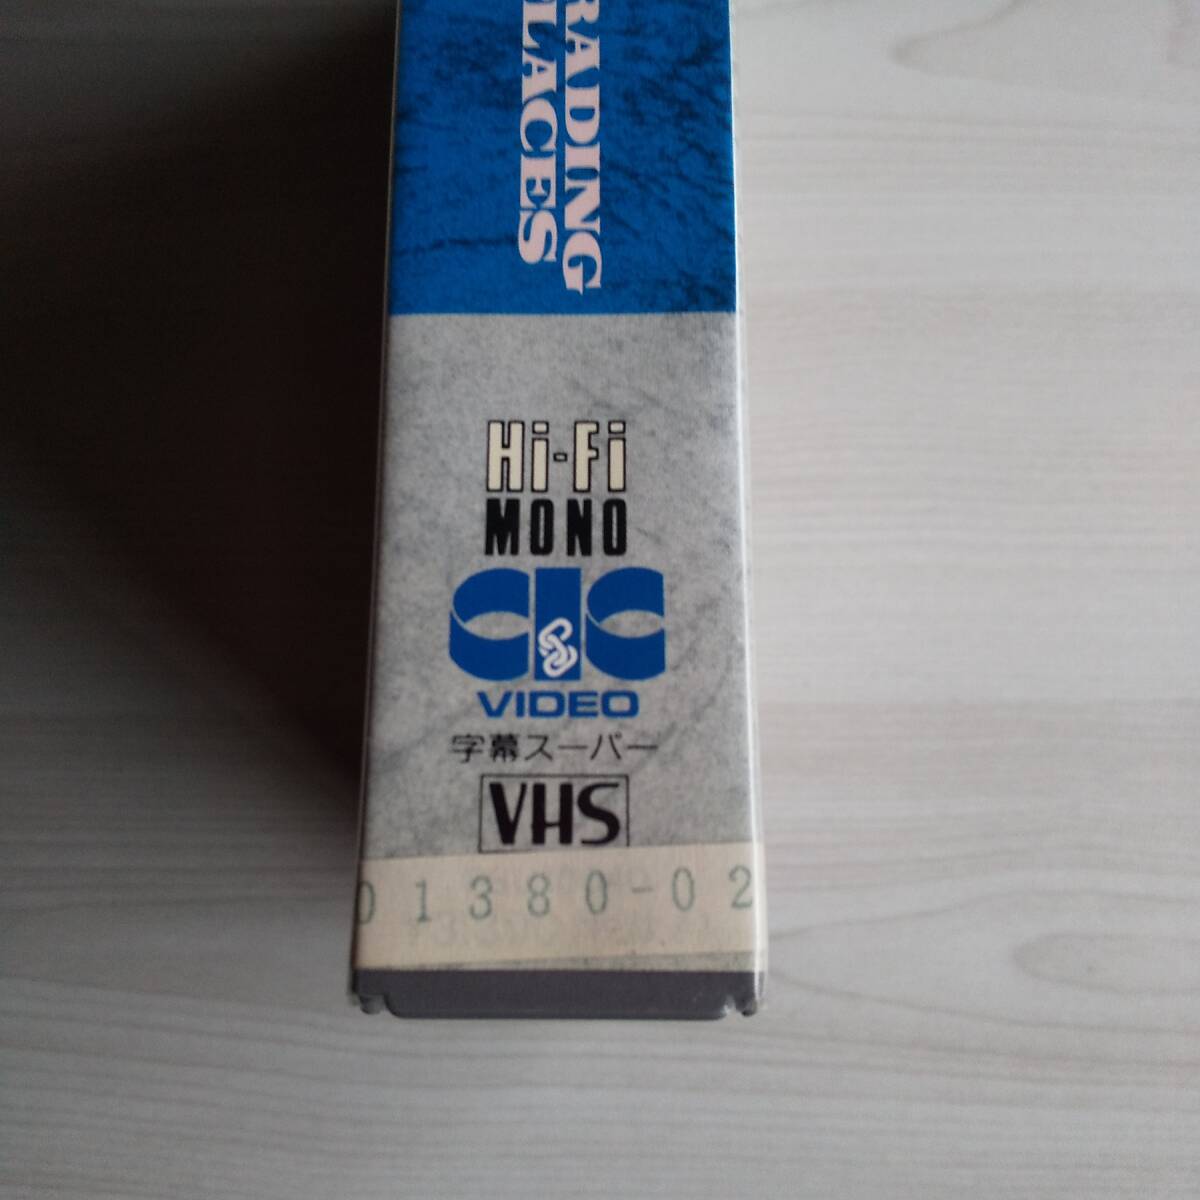 RADING
LACES
Hi-Fi
MONO
CIC
VIDEO
字幕スーパー
VHS
01380-02